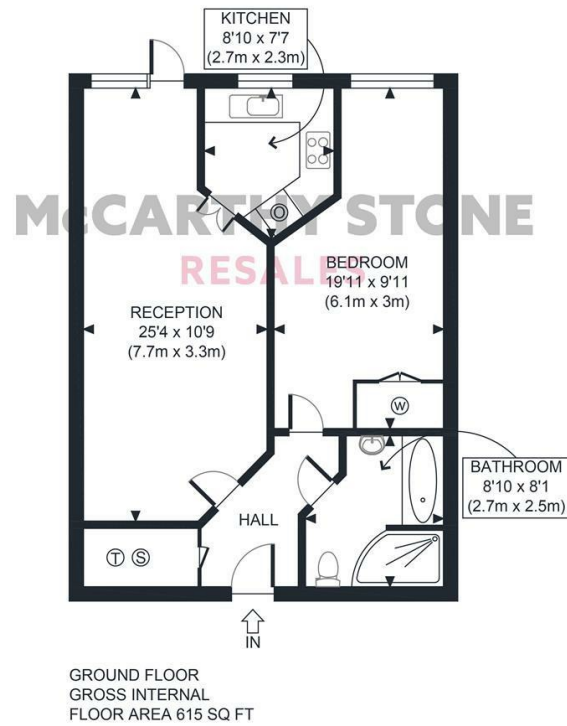 KITCHEN
8'10 x 7'7
(2.7m x 2.3m)
McCARTHY STONE
RESALES
BEDROOM
19'11 x 9'11
(6.1m x 3m)
RECEPTION
25'4 x 10'9
(7.7m x 3.3m)
W
BATHROOM
8'10 x 8'1
(2.7m x 2.5m)
HALL
T S
IN
GROUND FLOOR
GROSS INTERNAL
FLOOR AREA 615 SQ FT